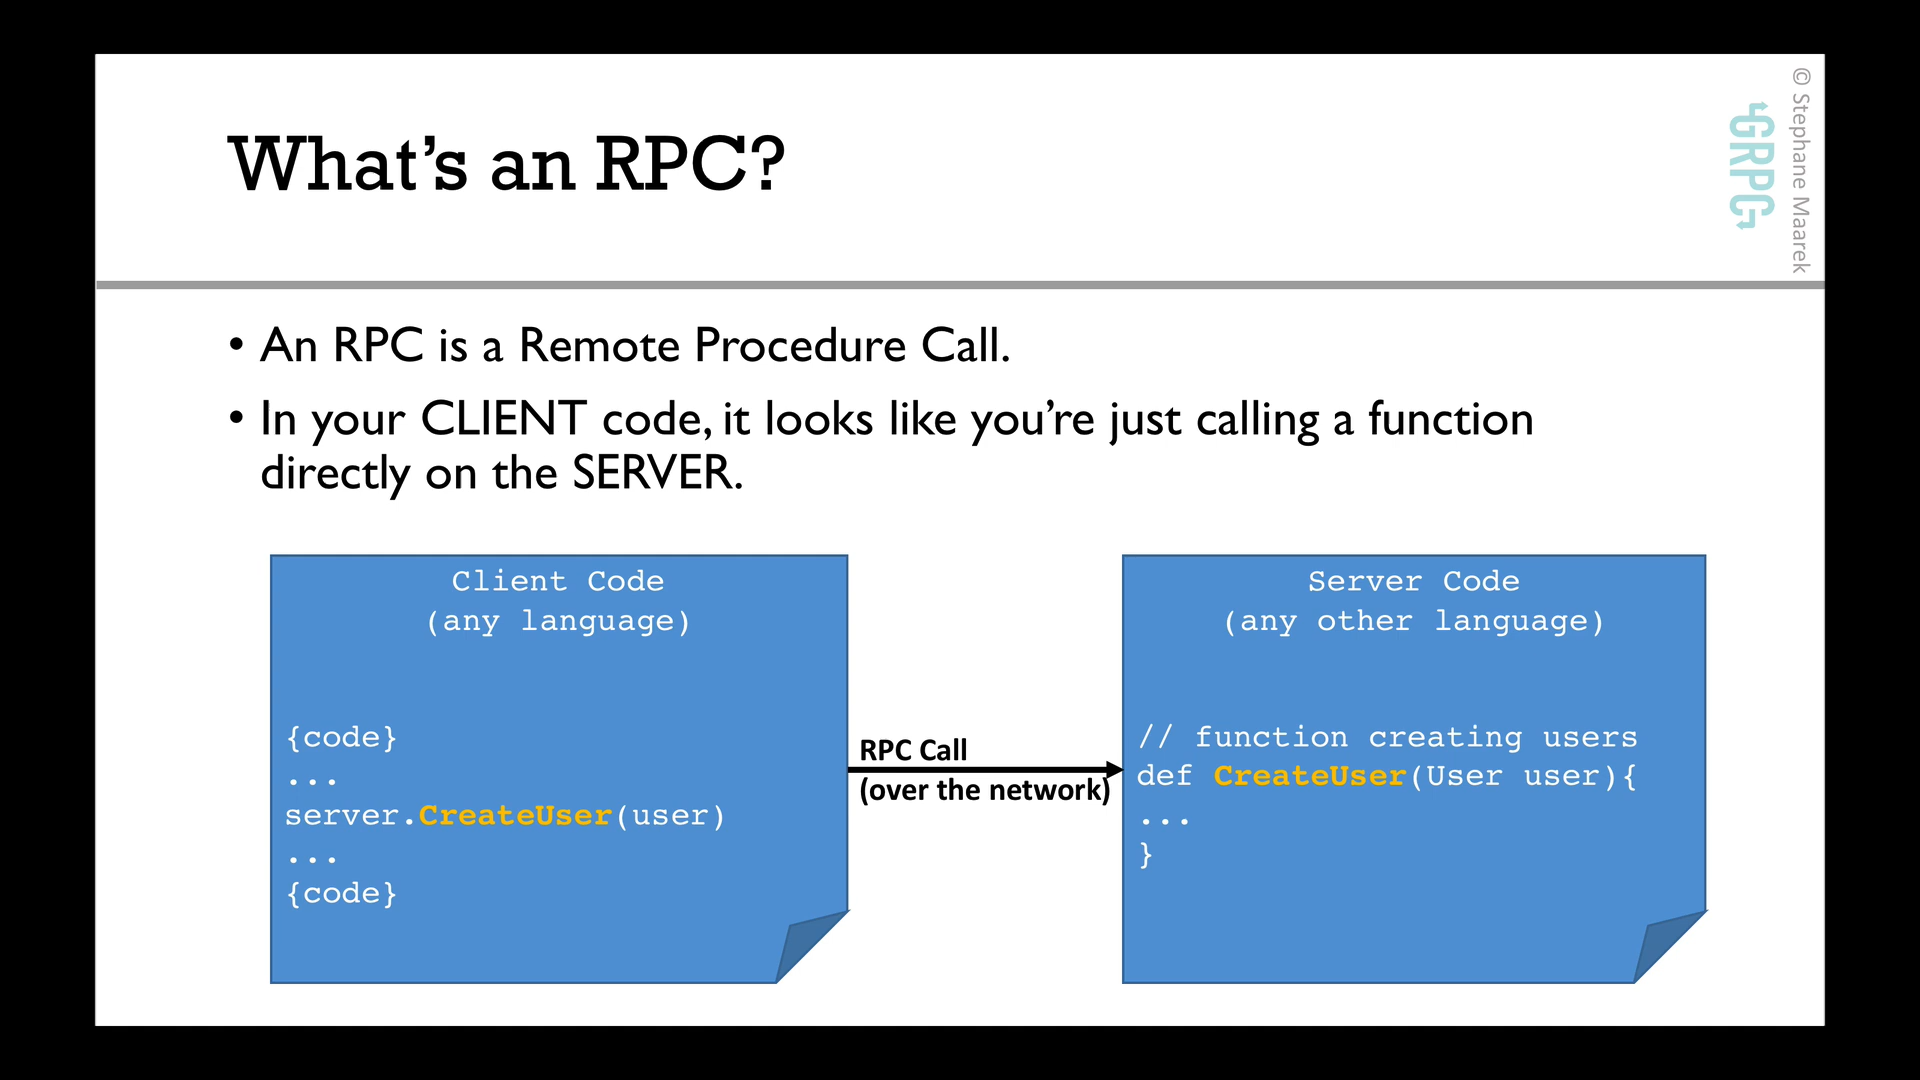 What’s an RPC?
© Stephane Maarek
GRPC
• An RPC is a Remote Procedure Call.
• In your CLIENT code, it looks like you’re just calling a function
directly on the SERVER.
Client Code
(any language)
{code}
...
server.CreateUser(user)
...
{code}
RPC Call
(over the network)
Server Code
(any other language)
// function creating users
def CreateUser(User user){
...
}